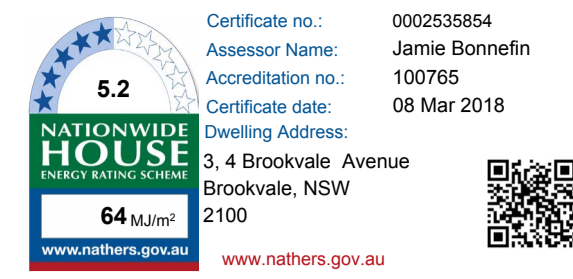 5.2
NATIONWIDE
HOUSE
ENERGY RATING SCHEME
64 MJ/m²
www.nathers.gov.au
Certificate no.: 0002535854
Assessor Name: Jamie Bonnefin
Accreditation no.: 100765
Certificate date: 08 Mar 2018
Dwelling Address:
3, 4 Brookvale Avenue
Brookvale, NSW
2100
www.nathers.gov.au